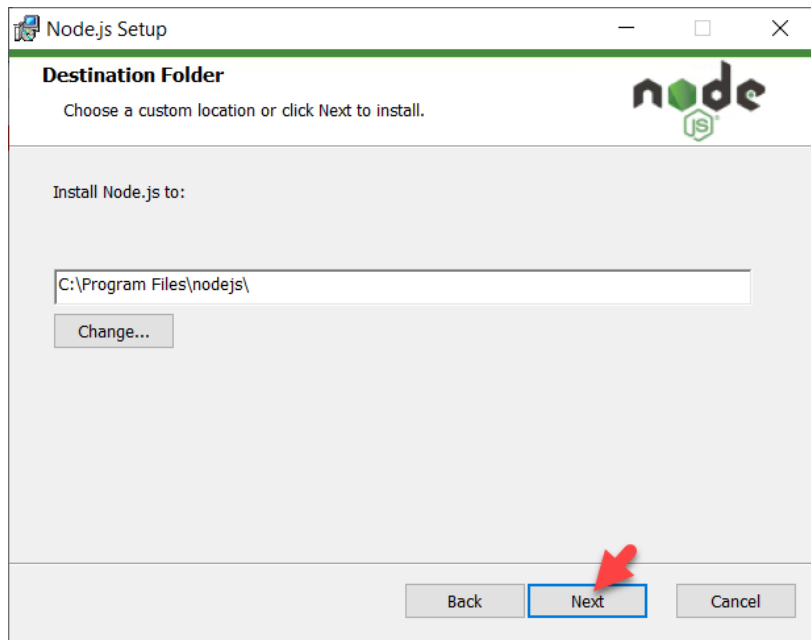 Node.js Setup
Destination Folder
Choose a custom location or click Next to install.
node
JS
Install Node.js to:
C:\Program Files\nodejs\
Change...
Back
Next
Cancel